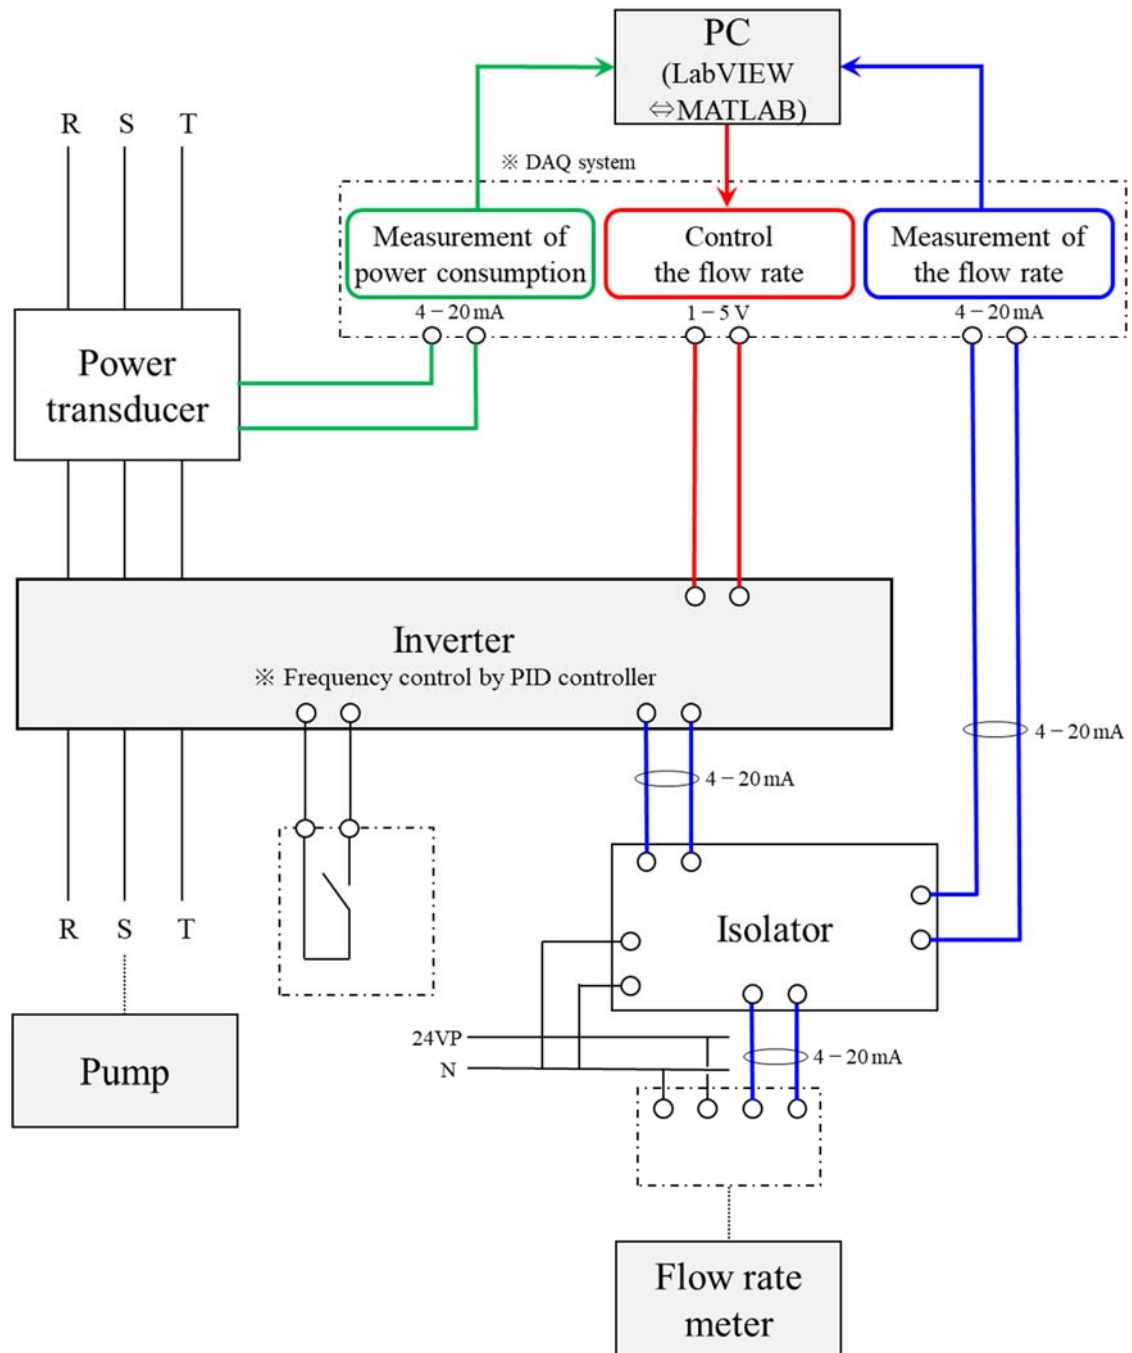 PC
(LabVIEW
⇔MATLAB)
R S T
※ DAQ system
Measurement of
power consumption
Control
the flow rate
Measurement of
the flow rate
4－20 mA
1－5 V
4－20 mA
Power
transducer
Inverter
※ Frequency control by PID controller
4－20 mA
4－20 mA
R S T
Isolator
24VP
N
4－20 mA
Pump
Flow rate
meter